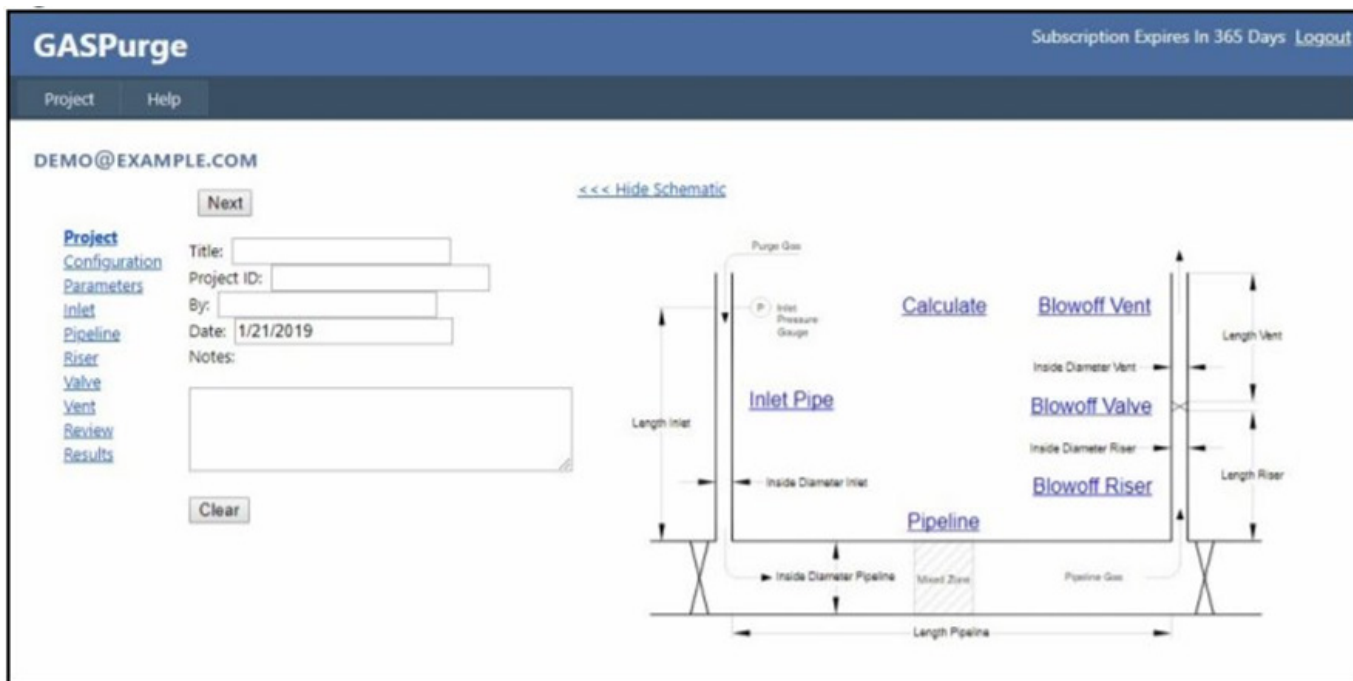 GASPurge
Subscription Expires In 365 Days Logout
Project Help
DEMO@EXAMPLE.COM
Next
<<< Hide Schematic
Project
Configuration
Parameters
Inlet
Pipeline
Riser
Valve
Vent
Review
Results
Title:
Project ID:
By:
Date: 1/21/2019
Notes:
Clear
Purge Gas
P
Inlet
Pressure
Gauge
Calculate
Blowoff Vent
Length Vent
Inside Diameter Vent
Inlet Pipe
Blowoff Valve
Length Inlet
Inside Diameter Riser
Inside Diameter Inlet
Blowoff Riser
Length Riser
Pipeline
Inside Diameter Pipeline
Mixed Zone
Pipeline Gas
Length Pipeline